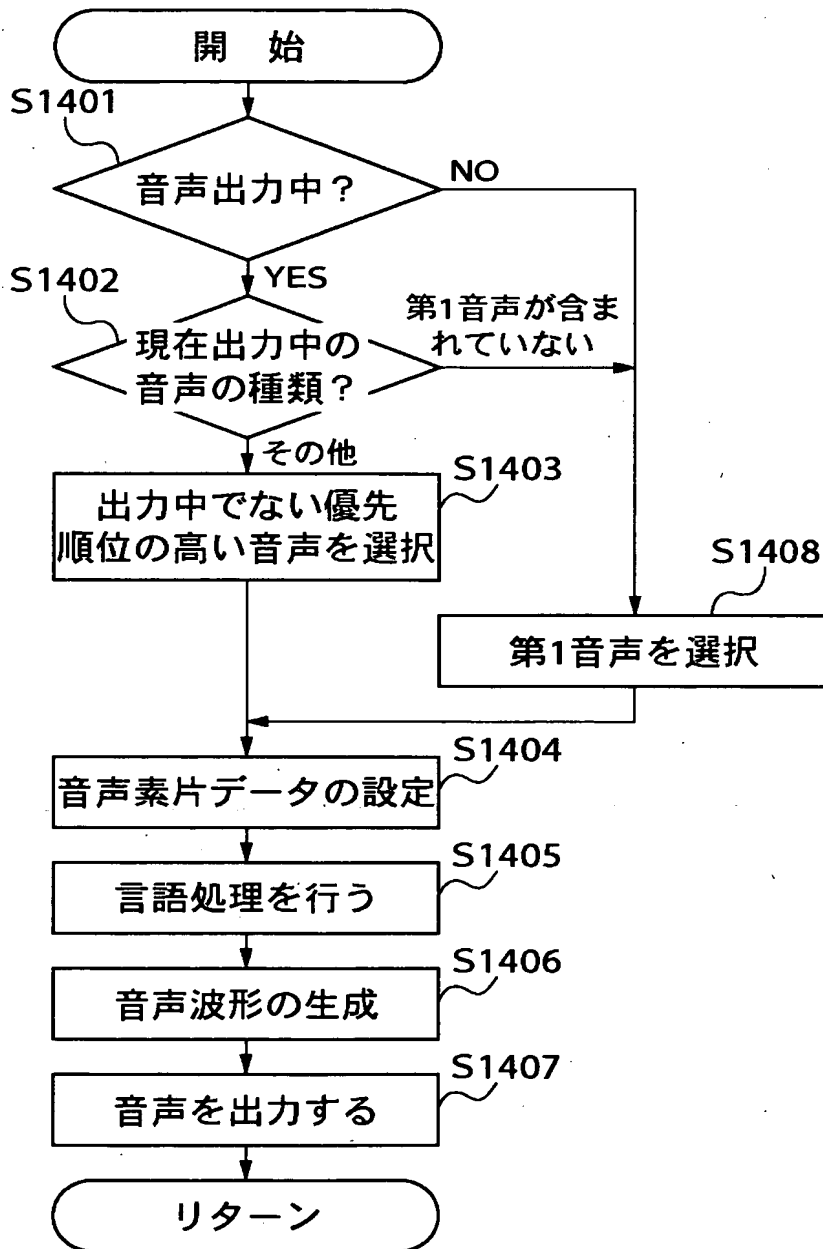 開 始
S1401
音声出力中?
NO
YES
S1402
現在出力中の
音声の種類?
第1音声が含ま
れていない
その他
S1403
出力中でない優先
順位の高い音声を選択
S1408
第1音声を選択
S1404
音声素片データの設定
S1405
言語処理を行う
S1406
音声波形の生成
S1407
音声を出力する
リターン